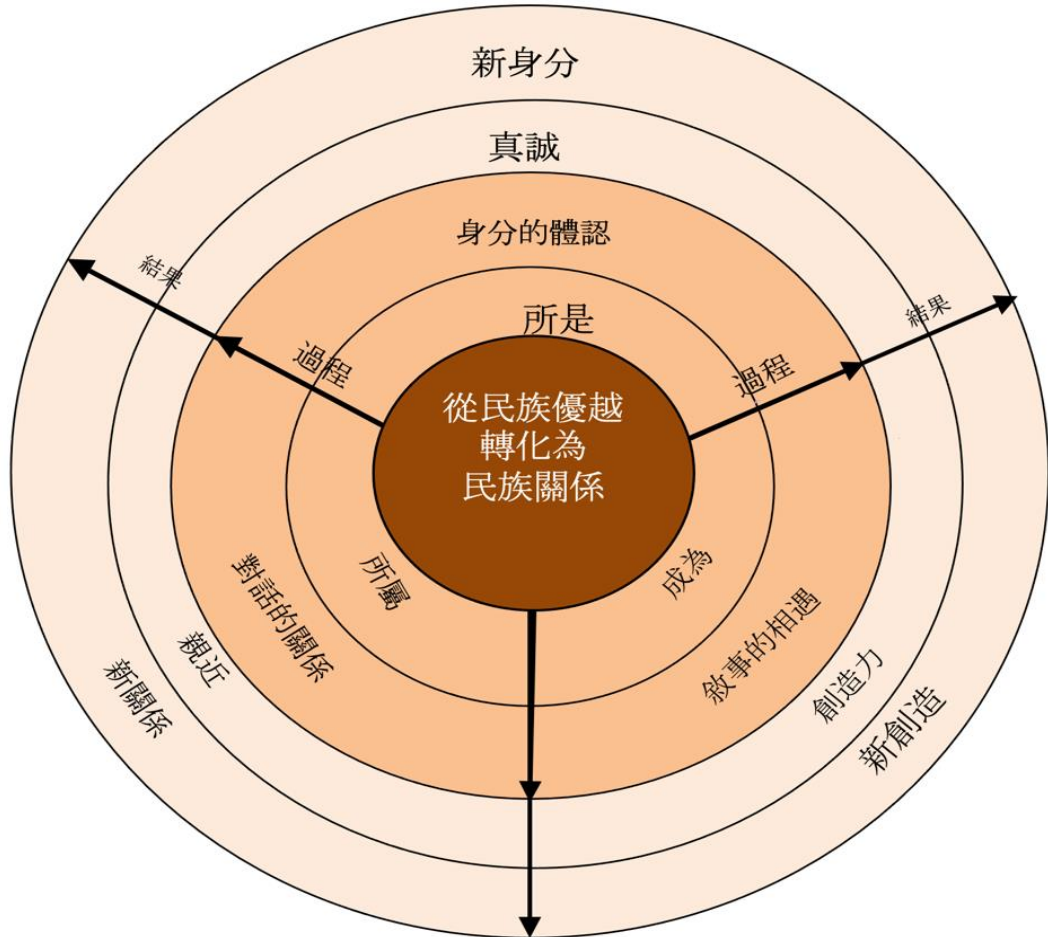 新身分
真誠
身分的體認
所是
結果
過程
過程
結果
從民族優越
轉化為
民族關係
所屬
成為
對話的關係
敘事的相遇
親近
創造力
新關係
新創造